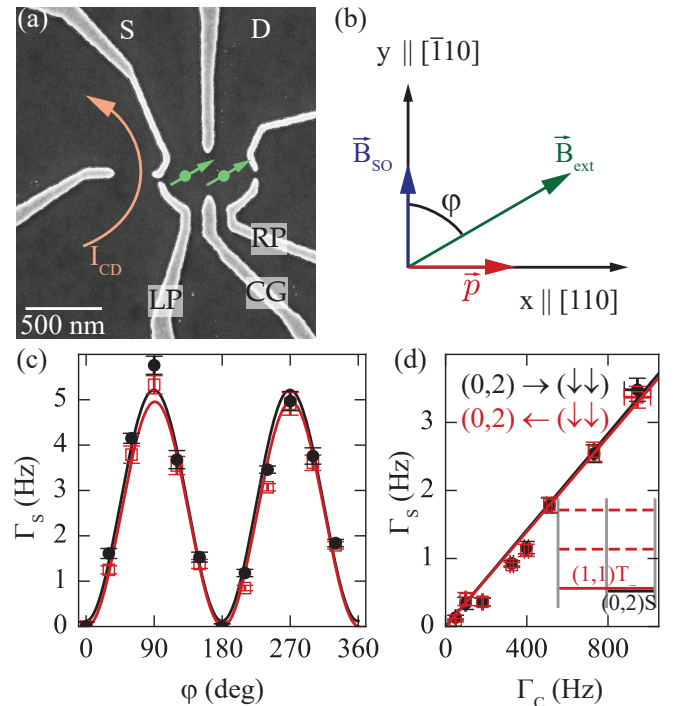 (a)
S
D
I_CD
LP
CG
RP
500 nm
(b)
y || [1̄10]
B⃗_SO
B⃗_ext
φ
p⃗
x || [110]
(c)
Γ_S (Hz)
5
4
3
2
1
0
0 90 180 270 360
φ (deg)
(d)
(0,2) → (↓↓)
(0,2) ← (↓↓)
Γ_S (Hz)
3
2
1
0
(1,1)T_-
(0,2)S
0 400 800
Γ_C (Hz)